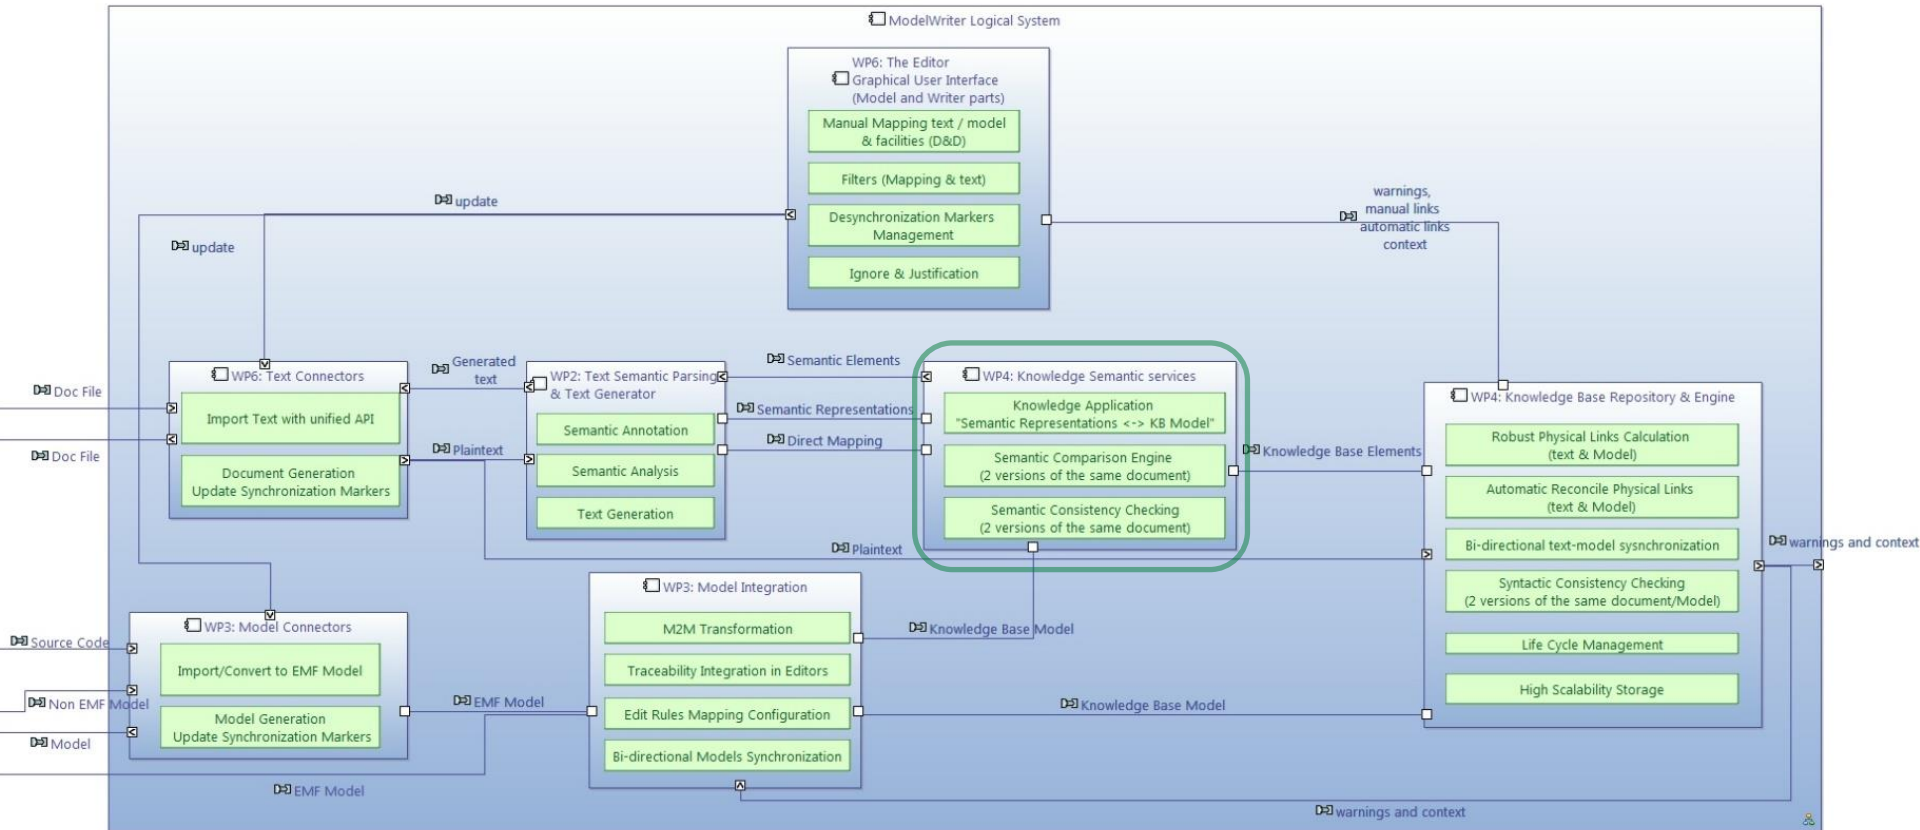 ModelWriter Logical System
WP6: The Editor
Graphical User Interface
(Model and Writer parts)
Manual Mapping text / model
& facilities (D&D)
Filters (Mapping & text)
Desynchronization Markers
Management
Ignore & Justification
update
update
warnings,
manual links
automatic links
context
Doc File
Doc File
WP6: Text Connectors
Import Text with unified API
Document Generation
Update Synchronization Markers
Generated
text
Plaintext
WP2: Text Semantic Parsing
& Text Generator
Semantic Annotation
Semantic Analysis
Text Generation
Semantic Elements
Semantic Representations
Direct Mapping
WP4: Knowledge Semantic services
Knowledge Application
"Semantic Representations <-> KB Model"
Semantic Comparison Engine
(2 versions of the same document)
Semantic Consistency Checking
(2 versions of the same document)
Knowledge Base Elements
Plaintext
WP4: Knowledge Base Repository & Engine
Robust Physical Links Calculation
(text & Model)
Automatic Reconcile Physical Links
(text & Model)
Bi-directional text-model sysnchronization
Syntactic Consistency Checking
(2 versions of the same document/Model)
Life Cycle Management
High Scalability Storage
warnings and context
Source Code
Non EMF Model
Model
WP3: Model Connectors
Import/Convert to EMF Model
Model Generation
Update Synchronization Markers
EMF Model
EMF Model
WP3: Model Integration
M2M Transformation
Traceability Integration in Editors
Edit Rules Mapping Configuration
Bi-directional Models Synchronization
Knowledge Base Model
Knowledge Base Model
warnings and context